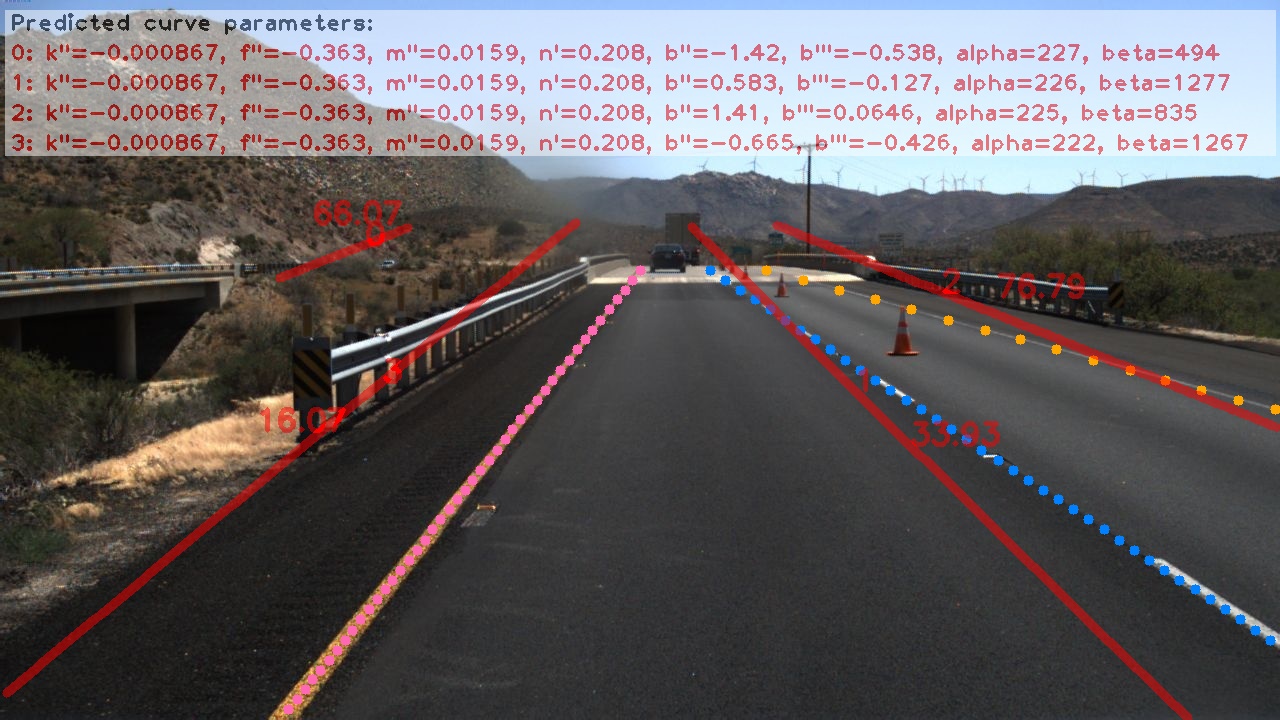 Predicted curve parameters:
0: k''=-0.000867, f''=-0.363, m''=0.0159, n'=0.208, b''=-1.42, b'''=-0.538, alpha=227, beta=494
1: k''=-0.000867, f''=-0.363, m''=0.0159, n'=0.208, b''=0.583, b'''=-0.127, alpha=226, beta=1277
2: k''=-0.000867, f''=-0.363, m''=0.0159, n'=0.208, b''=1.41, b'''=0.0646, alpha=225, beta=835
3: k''=-0.000867, f''=-0.363, m''=0.0159, n'=0.208, b''=-0.665, b'''=-0.426, alpha=222, beta=1267
66.07
0
2 76.79
3
1
16.07
33.93